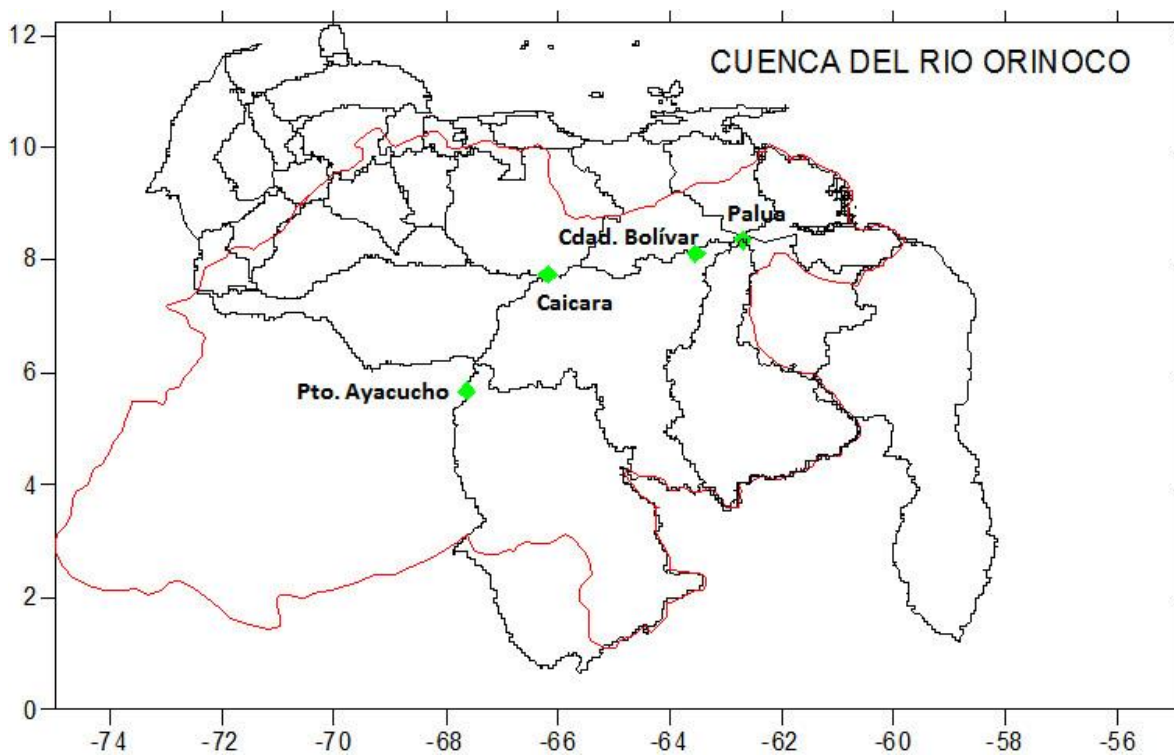 CUENCA DEL RIO ORINOCO
12
10
8
6
4
2
0
Palua
Cdad. Bolívar
Caicara
Pto. Ayacucho
-74 -72 -70 -68 -66 -64 -62 -60 -58 -56